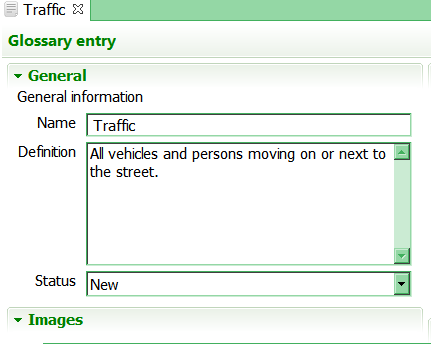 Traffic
Glossary entry
General
General information
Name Traffic
Definition All vehicles and persons moving on or next to
the street.
Status New
Images